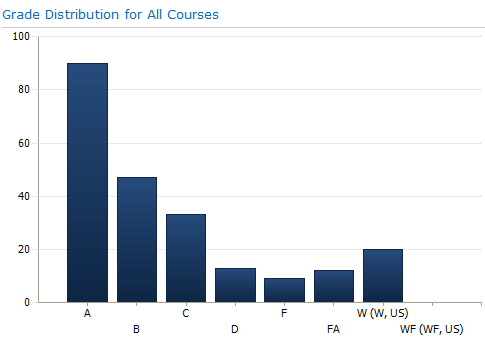 Grade Distribution for All Courses
100
80
60
40
20
0
A
B
C
D
F
FA
W (W, US)
WF (WF, US)